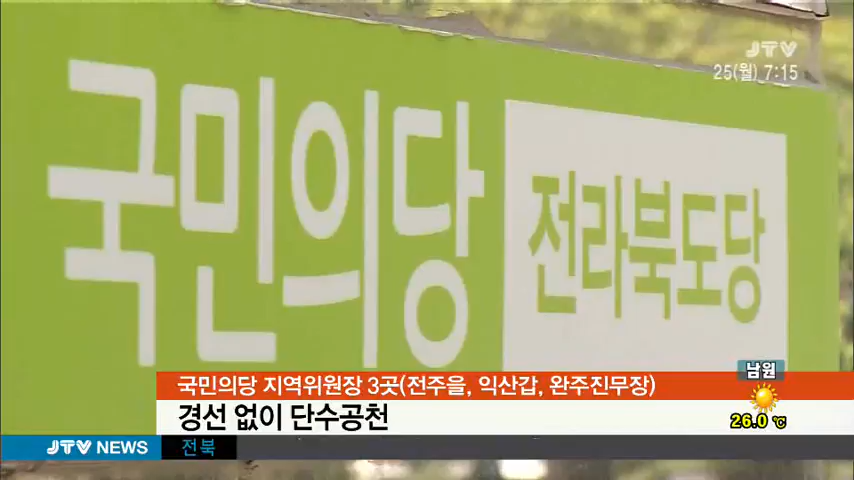 JTV
25(월) 7:15
국민의당
전라북도당
남원
국민의당 지역위원장 3곳(전주을, 익산갑, 완주진무장)
경선 없이 단수공천
26.0 ℃
JTV NEWS
전북